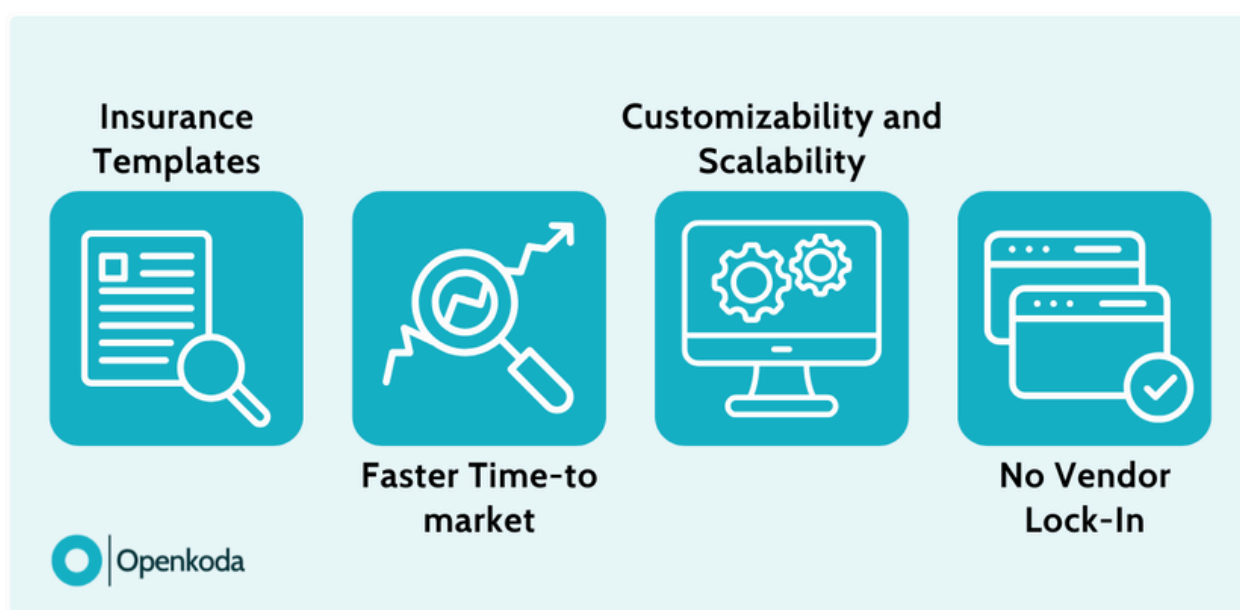 Insurance
Templates
Faster Time-to
market
Customizability and
Scalability
No Vendor
Lock-In
Openkoda